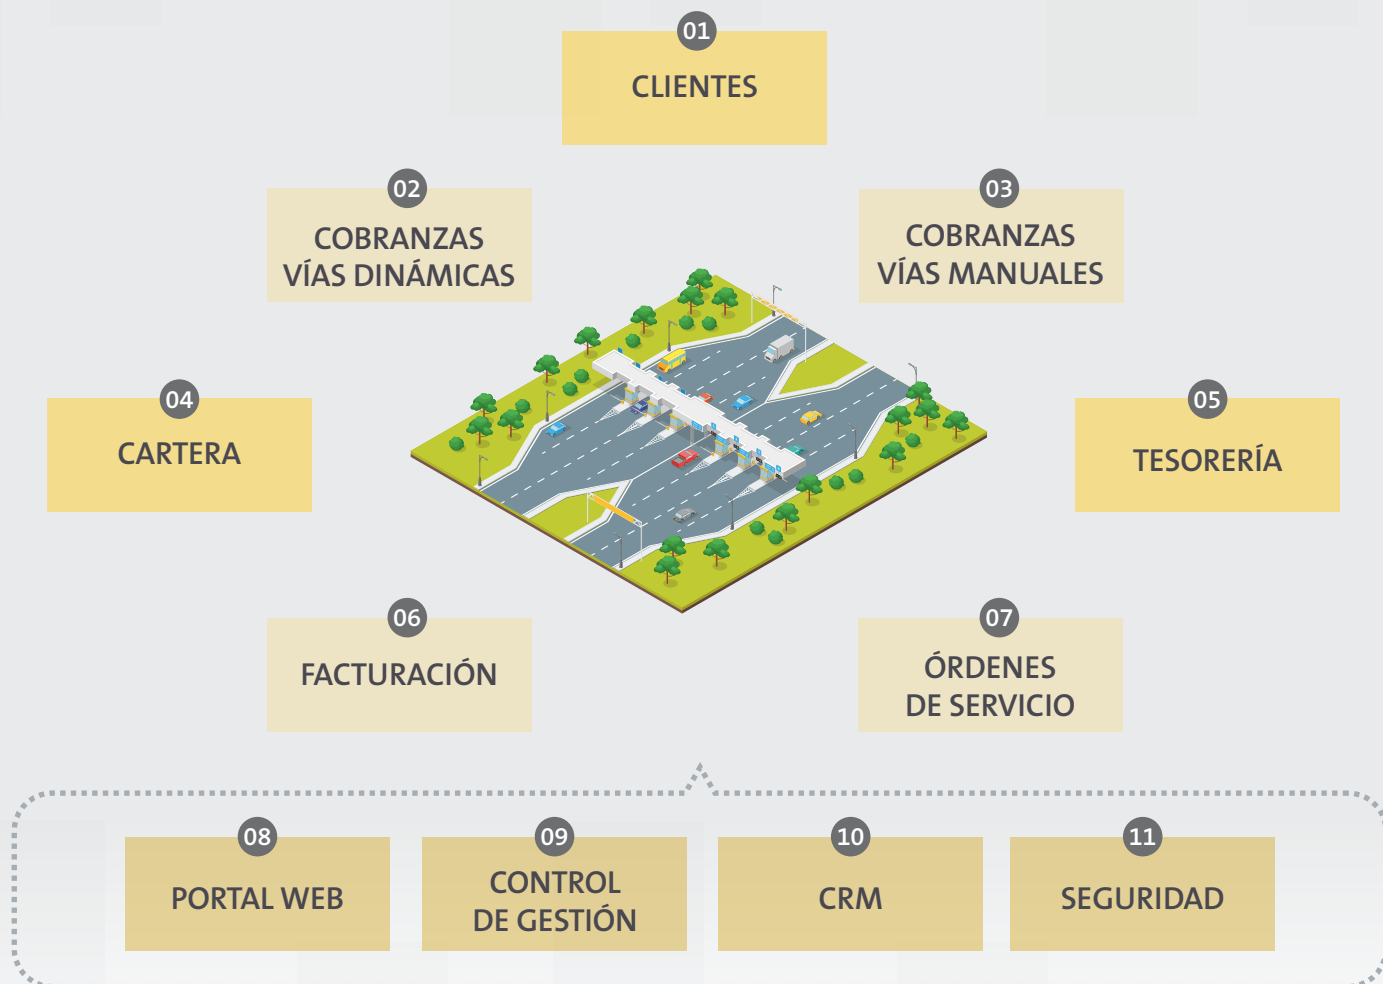 01
CLIENTES
02
COBRANZAS
VÍAS DINÁMICAS
03
COBRANZAS
VÍAS MANUALES
04
CARTERA
05
TESORERÍA
06
FACTURACIÓN
07
ÓRDENES
DE SERVICIO
08
PORTAL WEB
09
CONTROL
DE GESTIÓN
10
CRM
11
SEGURIDAD